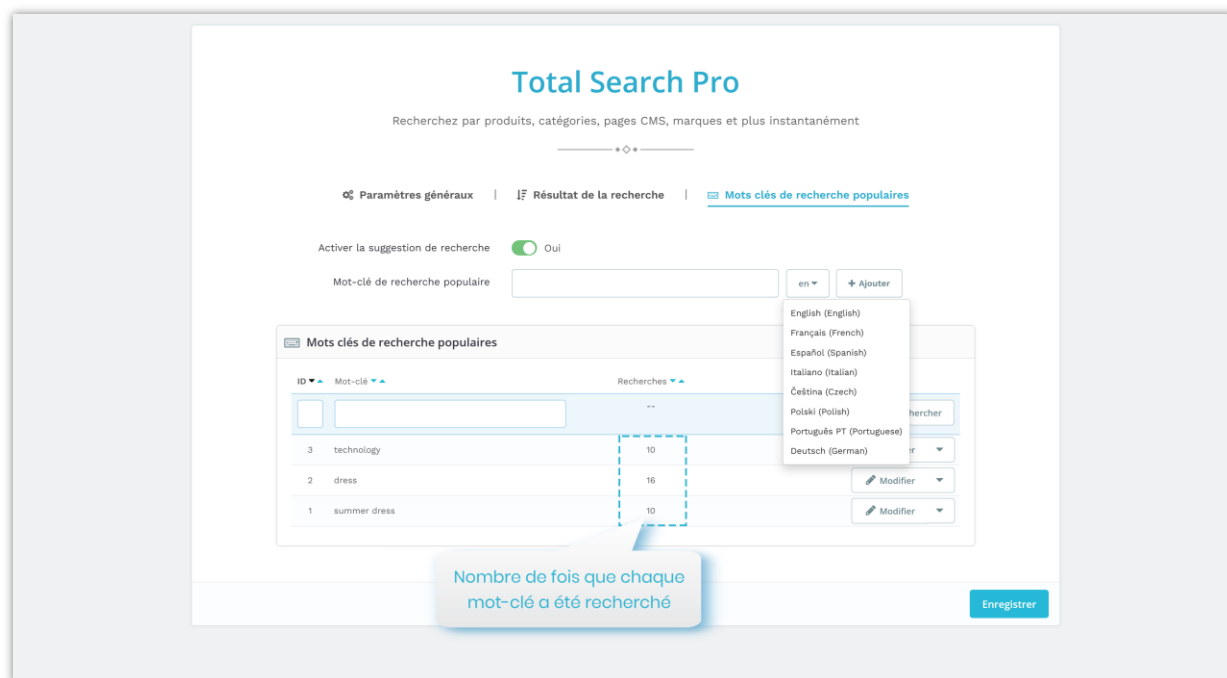 Total Search Pro
Recherchez par produits, catégories, pages CMS, marques et plus instantanément
Paramètres généraux | Résultat de la recherche | Mots clés de recherche populaires
Activer la suggestion de recherche Oui
Mot-clé de recherche populaire en + Ajouter
English (English)
Français (French)
Español (Spanish)
Italiano (Italian)
Čeština (Czech)
Polski (Polish)
Português PT (Portuguese)
Deutsch (German)
Mots clés de recherche populaires
ID Mot-clé Recherches
--
3 technology 10
2 dress 16 Modifier
1 summer dress 10 Modifier
Nombre de fois que chaque
mot-clé a été recherché
Enregistrer